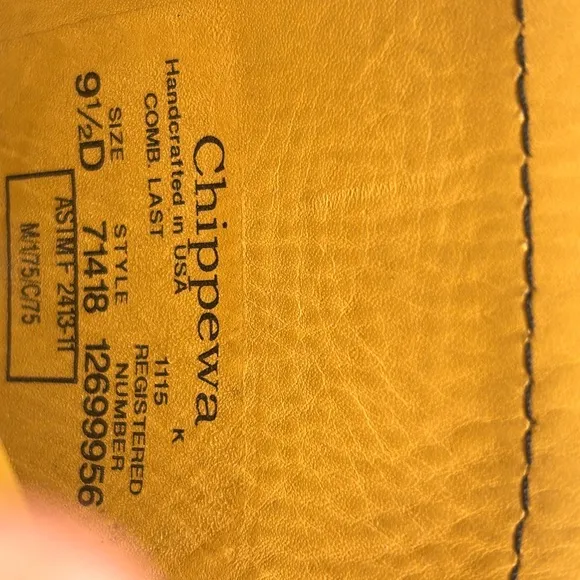 Chippewa
Handcrafted in USA K
COMB. LAST 1115
REGISTERED
SIZE STYLE NUMBER
9½D 71418 12699956
ASTM F 2413-11
M/I/75/C/75